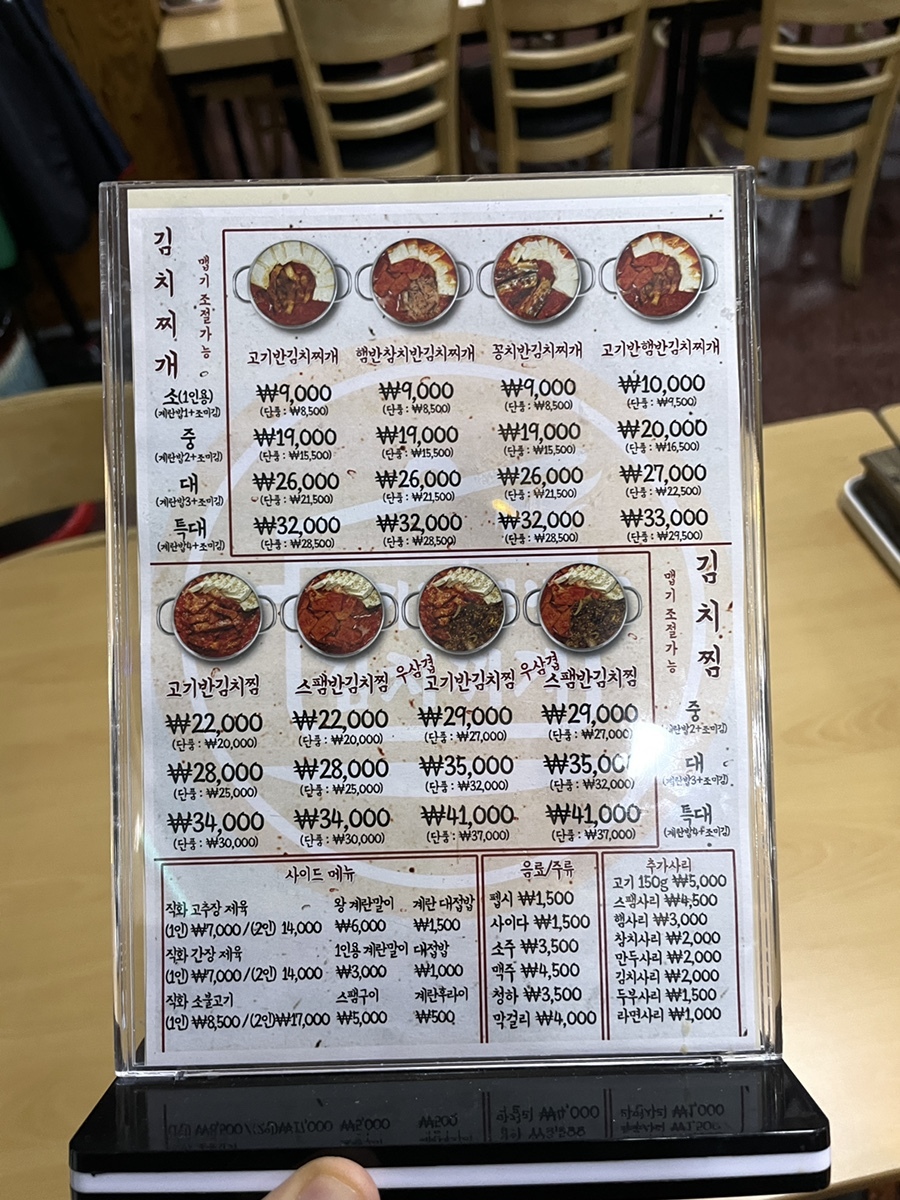 김치찌개
맵기 조절가능
고기반김치찌개 햄반참치반김치찌개 꽁치반김치찌개 고기반햄반김치찌개
소(1인용) ₩9,000 ₩9,000 ₩9,000 ₩10,000
(계란밥1+조미김) (단품 : ₩8,500) (단품 : ₩8,500) (단품 : ₩8,500) (단품 : ₩9,500)
중 ₩19,000 ₩19,000 ₩19,000 ₩20,000
(계란밥2+조미김) (단품 : ₩15,500) (단품 : ₩15,500) (단품 : ₩15,500) (단품 : ₩16,500)
대 ₩26,000 ₩26,000 ₩26,000 ₩27,000
(계란밥3+조미김) (단품 : ₩21,500) (단품 : ₩21,500) (단품 : ₩21,500) (단품 : ₩22,500)
특대 ₩32,000 ₩32,000 ₩32,000 ₩33,000
(계란밥4+조미김) (단품 : ₩28,500) (단품 : ₩28,500) (단품 : ₩28,500) (단품 : ₩29,500)
김치찜
맵기 조절가능
고기반김치찜 스팸반김치찜 우삼겹 고기반김치찜 우삼겹 스팸반김치찜
₩22,000 ₩22,000 ₩29,000 ₩29,000 중
(단품 : ₩20,000) (단품 : ₩20,000) (단품 : ₩27,000) (단품 : ₩27,000) (계란밥2+조미김)
₩28,000 ₩28,000 ₩35,000 ₩35,000 대
(단품 : ₩25,000) (단품 : ₩25,000) (단품 : ₩32,000) (단품 : ₩32,000) (계란밥3+조미김)
₩34,000 ₩34,000 ₩41,000 ₩41,000 특대
(단품 : ₩30,000) (단품 : ₩30,000) (단품 : ₩37,000) (단품 : ₩37,000) (계란밥4+조미김)
사이드 메뉴
직화 고추장 제육 왕 계란말이 계란 대접밥
(1인) ₩7,000 / (2인) 14,000 ₩6,000 ₩1,500
직화 간장 제육 1인용 계란말이 대접밥
(1인) ₩7,000 / (2인) 14,000 ₩3,000 ₩1,000
직화 소불고기 스팸구이 계란후라이
(1인) ₩8,500 / (2인)₩17,000 ₩5,000 ₩500
음료/주류
펩시 ₩1,500
사이다 ₩1,500
소주 ₩3,500
맥주 ₩4,500
청하 ₩3,500
막걸리 ₩4,000
추가사리
고기 150g ₩5,000
스팸사리 ₩4,500
햄사리 ₩3,000
참치사리 ₩2,000
만두사리 ₩2,000
김치사리 ₩2,000
두부사리 ₩1,500
라면사리 ₩1,000